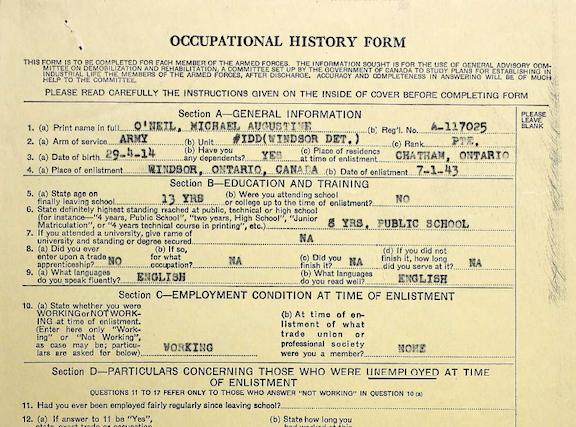 OCCUPATIONAL HISTORY FORM
THIS FORM IS TO BE COMPLETED FOR EACH MEMBER OF THE ARMED FORCES. THE INFORMATION SOUGHT IS FOR THE USE OF GENERAL ADVISORY COM-
MITTEE ON DEMOBILIZATION AND REHABILITATION, A COMMITTEE SET UP BY THE GOVERNMENT OF CANADA TO STUDY PLANS FOR ESTABLISHING IN
INDUSTRIAL LIFE THE MEMBERS OF THE ARMED FORCES, AFTER DISCHARGE. ACCURACY AND COMPLETENESS IN ANSWERING WILL BE OF MUCH
HELP TO THE COMMITTEE.
PLEASE READ CAREFULLY THE INSTRUCTIONS GIVEN ON THE INSIDE OF COVER BEFORE COMPLETING FORM
PLEASE
LEAVE
BLANK
Section A—GENERAL INFORMATION
1. (a) Print name in full O'NEIL, MICHAEL AUGUSTINE (b) Reg'l. No. A-117025
2. (a) Arm of service ARMY (b) Unit #1DD(WINDSOR DET.) (c) Rank PTE.
3. (a) Date of birth 29-4-14 (b) Have you any dependents? YES (c) Place of residence at time of enlistment CHATHAM, ONTARIO
4. (a) Place of enlistment WINDSOR, ONTARIO, CANADA (b) Date of enlistment 7-1-43
Section B—EDUCATION AND TRAINING
5. (a) State age on finally leaving school 13 YRS (b) Were you attending school or college up to the time of enlistment? NO
6. State definitely highest standing reached at public, technical or high school
(for instance—"4 years, Public School", "two years, High School", "Junior
Matriculation", or "4 years technical course in printing", etc.) 8 YRS, PUBLIC SCHOOL
7. If you attended a university, give name of
university and standing or degree secured NA
8. (a) Did you ever enter upon a trade apprenticeship? NO (b) If so, for what occupation? NA (c) Did you finish it? NA (d) If you did not finish it, how long did you serve at it? NA
9. (a) What languages do you speak fluently? ENGLISH (b) What languages do you read well? ENGLISH
Section C—EMPLOYMENT CONDITION AT TIME OF ENLISTMENT
10. (a) State whether you
WORKING or NOT WORK-
ING at time of enlistment.
(Enter here only "Work-
ing" or "Not Working",
as case may be; particu-
lars are asked for below) WORKING
(b) At time of en-
listment of what
trade union or
professional society
were you a member? NONE
Section D—PARTICULARS CONCERNING THOSE WHO WERE UNEMPLOYED AT TIME
OF ENLISTMENT
QUESTIONS 11 TO 17 REFER ONLY TO THOSE WHO ANSWER "NOT WORKING" IN QUESTION 10 (a)
11. Had you ever been employed fairly regularly since leaving school?
12. (a) If answer to 11 be "Yes", (b) State how long